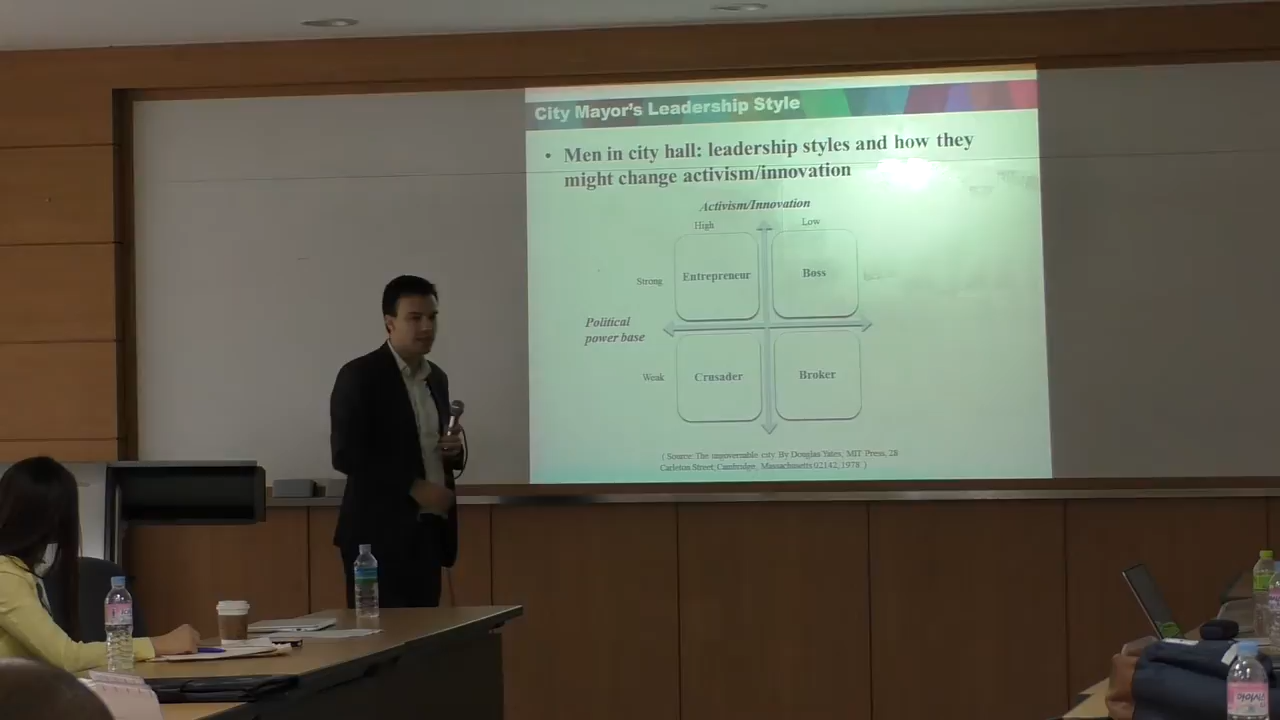 City Mayor's Leadership Style
• Men in city hall: leadership styles and how they
might change activism/innovation
Activism/Innovation
High
Low
Strong
Entrepreneur
Boss
Political
power base
Weak
Crusader
Broker
( Source: The ungovernable city. By Douglas Yates, MIT Press, 28
Carleton Street, Cambridge, Massachusetts 02142, 1978 )